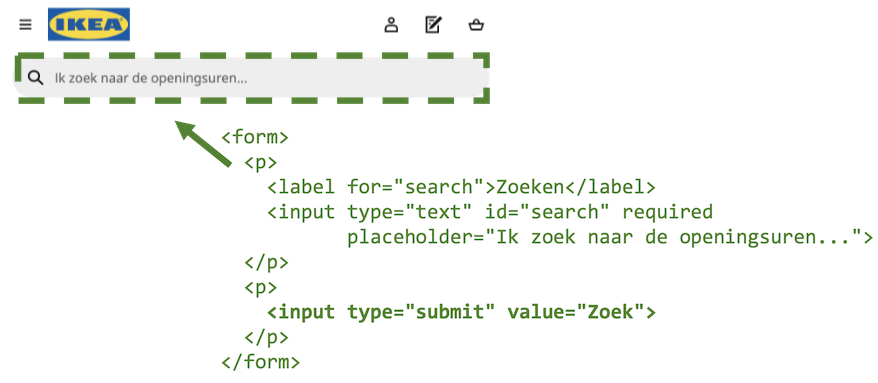 IKEA
Ik zoek naar de openingsuren...
<form>
<p>
<label for="search">Zoeken</label>
<input type="text" id="search" required
placeholder="Ik zoek naar de openingsuren...">
</p>
<p>
<input type="submit" value="Zoek">
</p>
</form>